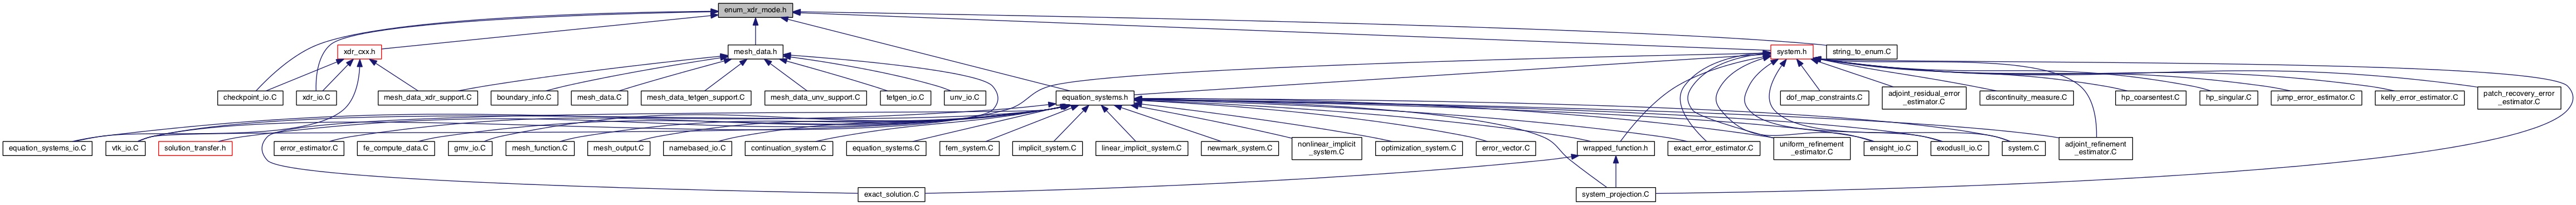 enum_xdr_mode.h
xdr_cxx.h
mesh_data.h
system.h
string_to_enum.C
checkpoint_io.C
xdr_io.C
mesh_data_xdr_support.C
boundary_info.C
mesh_data.C
mesh_data_tetgen_support.C
mesh_data_unv_support.C
tetgen_io.C
unv_io.C
equation_systems.h
dof_map_constraints.C
adjoint_residual_error
_estimator.C
discontinuity_measure.C
hp_coarsentest.C
hp_singular.C
jump_error_estimator.C
kelly_error_estimator.C
patch_recovery_error
_estimator.C
equation_systems_io.C
vtk_io.C
solution_transfer.h
error_estimator.C
fe_compute_data.C
gmv_io.C
mesh_function.C
mesh_output.C
namebased_io.C
continuation_system.C
equation_systems.C
fem_system.C
implicit_system.C
linear_implicit_system.C
newmark_system.C
nonlinear_implicit
_system.C
optimization_system.C
error_vector.C
wrapped_function.h
exact_error_estimator.C
uniform_refinement
_estimator.C
ensight_io.C
exodusII_io.C
system.C
adjoint_refinement
_estimator.C
exact_solution.C
system_projection.C